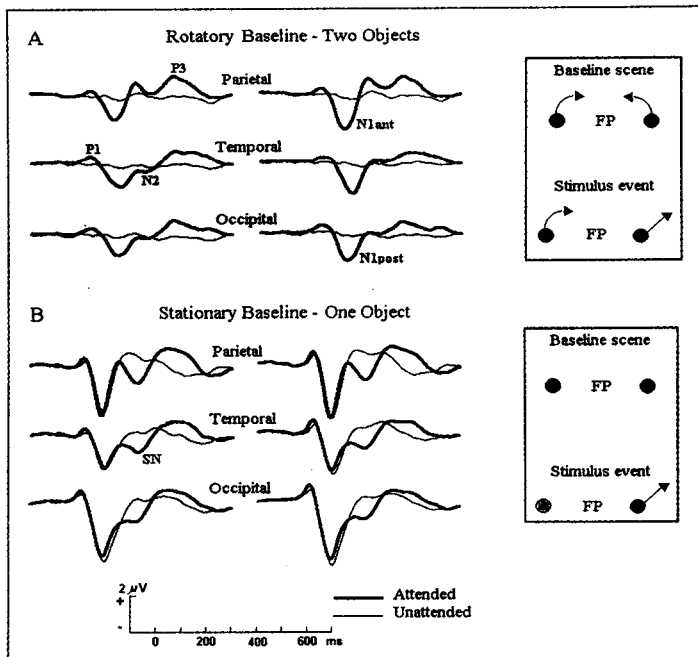 A Rotatory Baseline - Two Objects
P3
Parietal
N1ant
P1
Temporal
N2
Occipital
N1post
Baseline scene
FP
Stimulus event
FP
B Stationary Baseline - One Object
Parietal
Temporal
SN
Occipital
Baseline scene
FP
Stimulus event
FP
2 µV
+
-
0 200 400 600 ms
Attended
Unattended